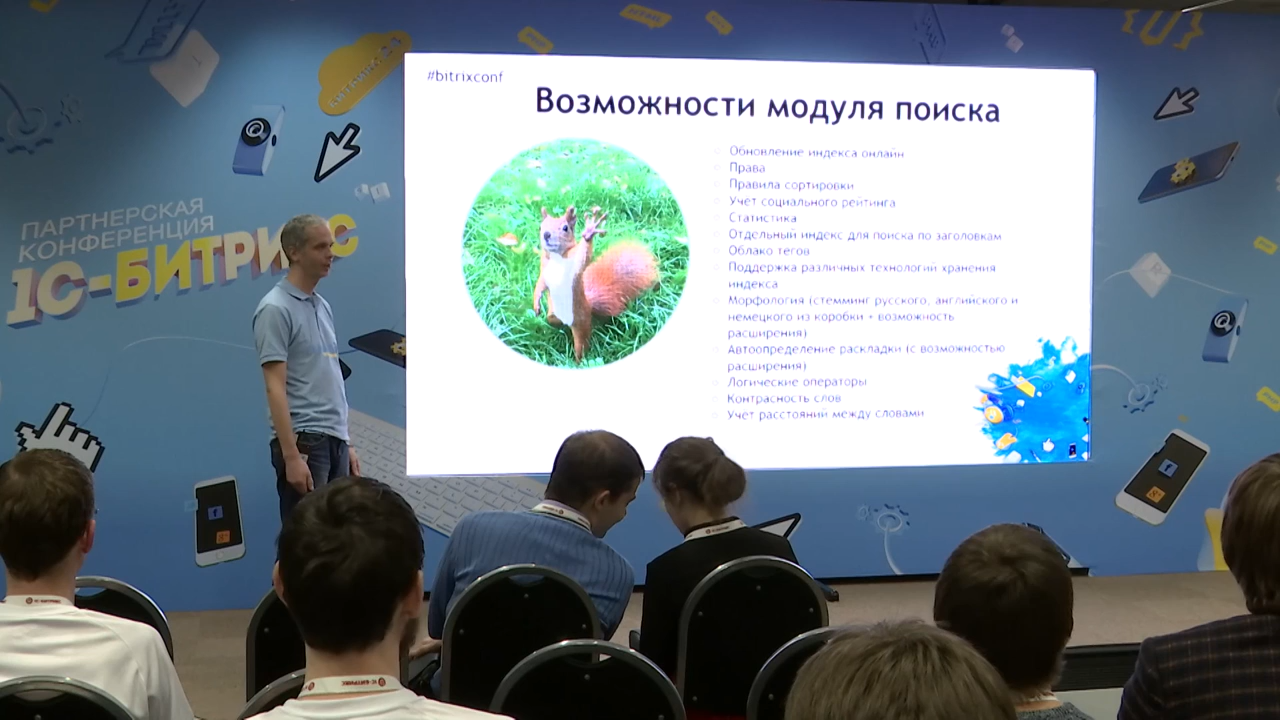 #bitrixconf
Возможности модуля поиска
Обновление индекса онлайн
Права
Правила сортировки
Учет социального рейтинга
Статистика
Отдельный индекс для поиска по заголовкам
Облако тегов
Поддержка различных технологий хранения
индекса
Морфология (стемминг русского, английского и
немецкого из коробки + возможность
расширения)
Автоопределение раскладки (с возможностью
расширения)
Логические операторы
Контрасность слов
Учет расстояний между словами
ПАРТНЕРСКАЯ
КОНФЕРЕНЦИЯ
1С-БИТРИКС